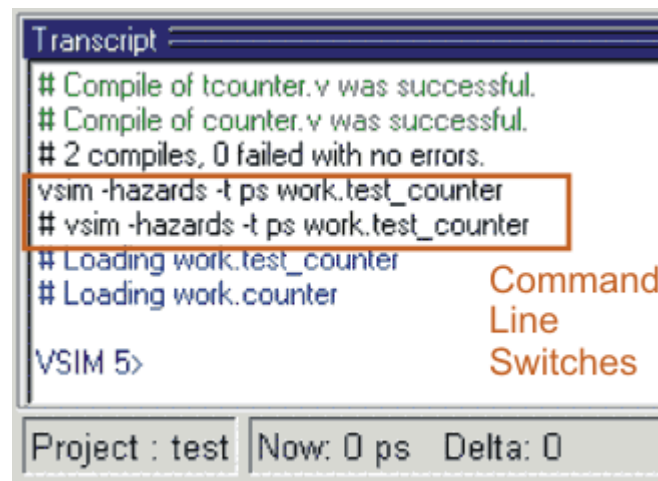 Transcript
# Compile of tcounter.v was successful.
# Compile of counter.v was successful.
# 2 compiles, 0 failed with no errors.
vsim -hazards -t ps work.test_counter
# vsim -hazards -t ps work.test_counter
# Loading work.test_counter
# Loading work.counter
Command
Line
Switches
VSIM 5>
Project : test Now: 0 ps Delta: 0